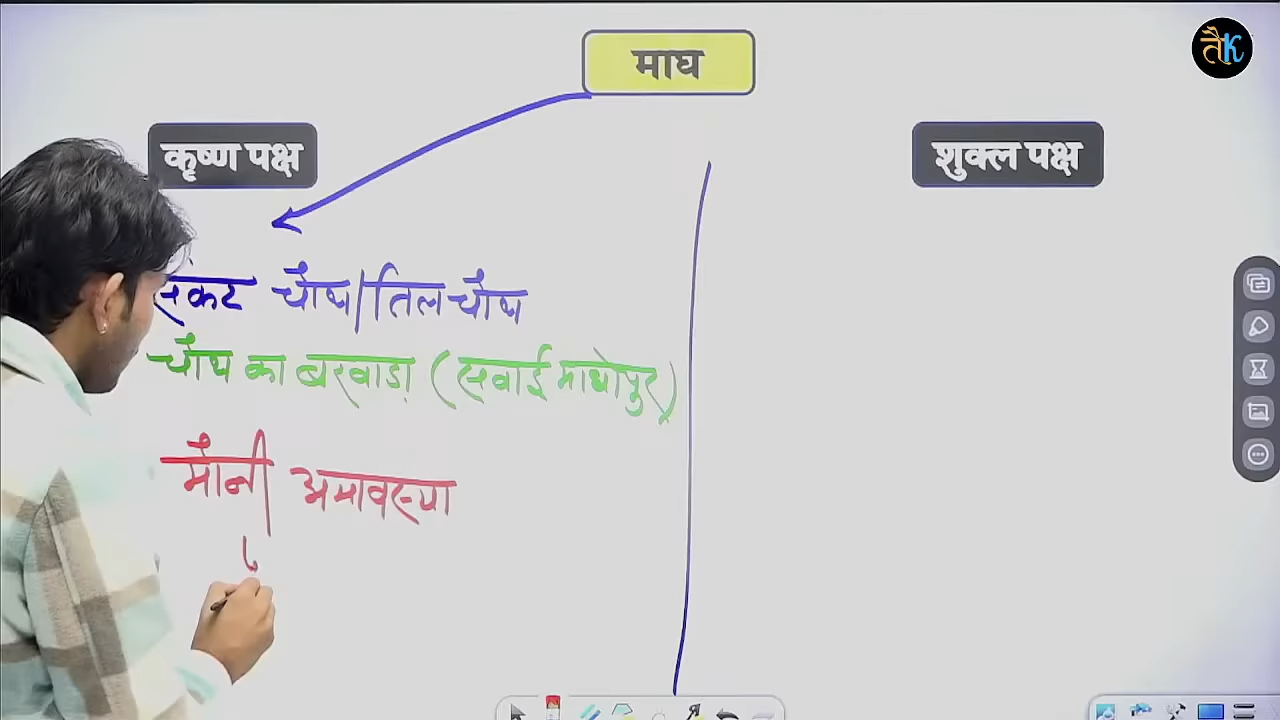 माघ
तैK
कृष्ण पक्ष
शुक्ल पक्ष
संकट चौथ/तिल चौथ
चौथ का बरवाड़ा (सवाई माधोपुर)
मौनी अमावस्या